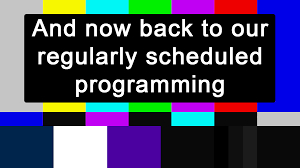 And now back to our
regularly scheduled
programming